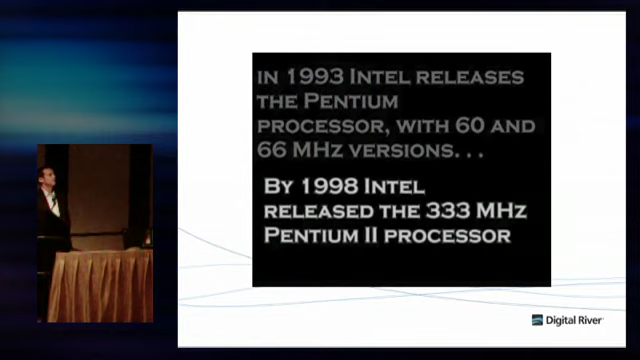 IN 1993 INTEL RELEASES
THE PENTIUM
PROCESSOR, WITH 60 AND
66 MHZ VERSIONS. . .
BY 1998 INTEL
RELEASED THE 333 MHZ
PENTIUM II PROCESSOR
Digital River